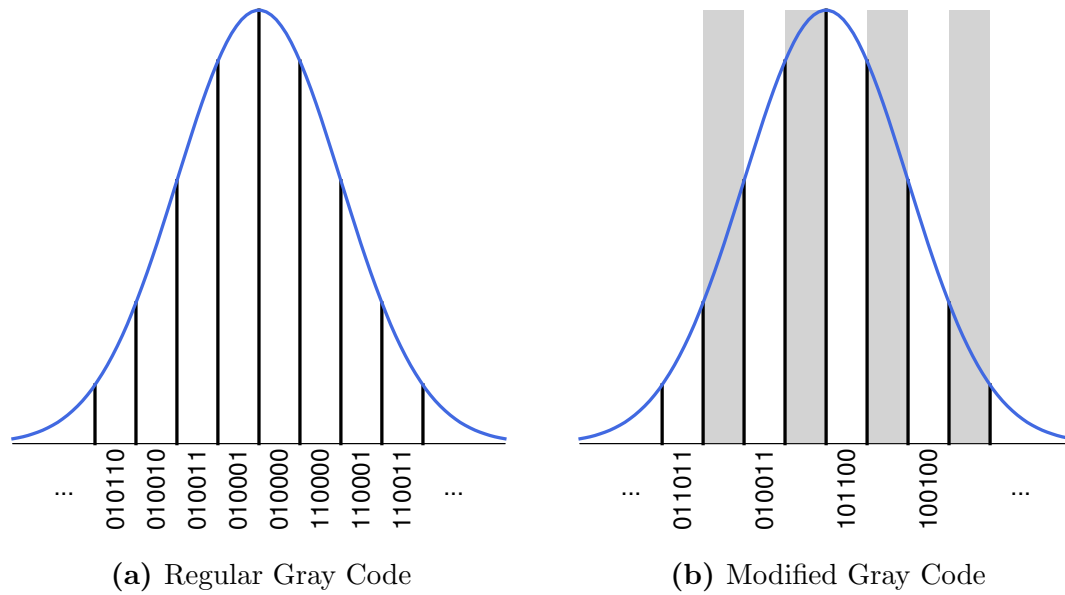 ... 010110 010010 010011 010001 010000 110000 110001 110011 ...
... 011011 010011 101100 100100 ...
(a) Regular Gray Code
(b) Modified Gray Code